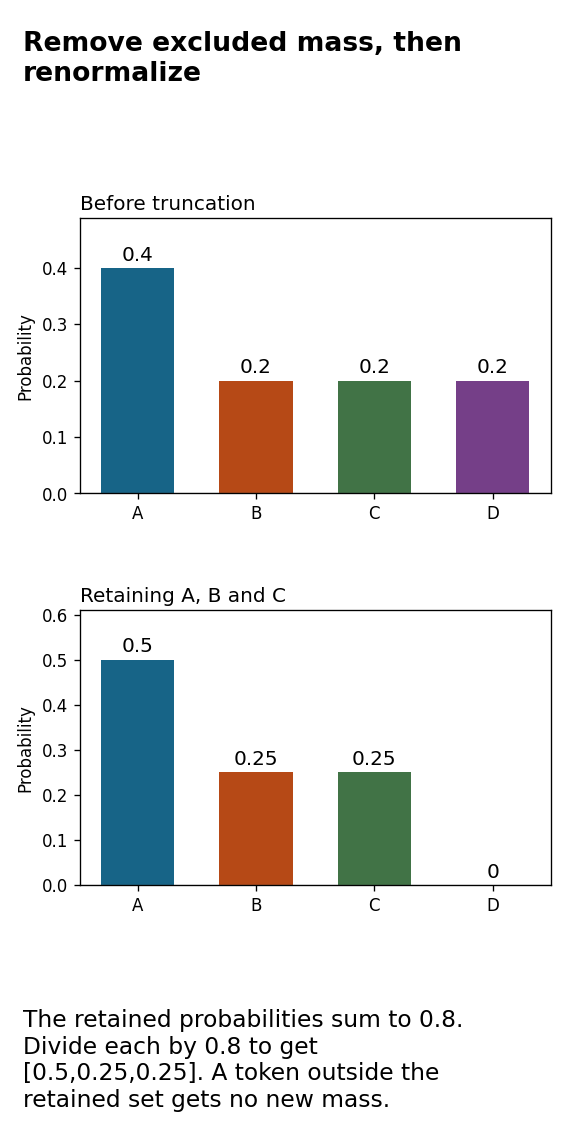 Remove excluded mass, then
renormalize
Before truncation
Probability
0.4
0.3
0.2
0.1
0.0
0.4
0.2
0.2
0.2
A
B
C
D
Retaining A, B and C
Probability
0.6
0.5
0.4
0.3
0.2
0.1
0.0
0.5
0.25
0.25
0
A
B
C
D
The retained probabilities sum to 0.8.
Divide each by 0.8 to get
[0.5,0.25,0.25]. A token outside the
retained set gets no new mass.